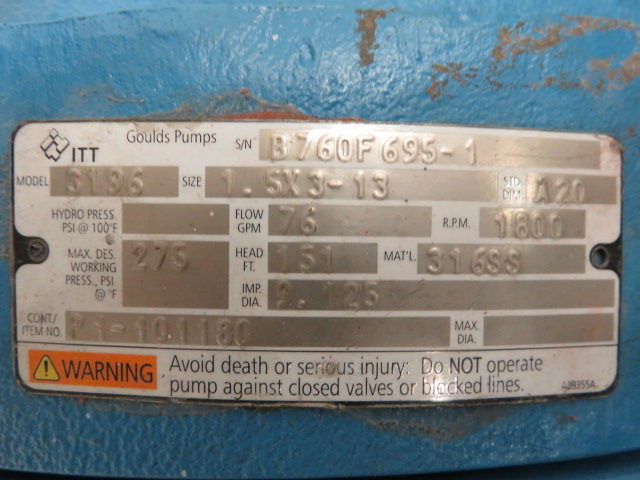 ITT Goulds Pumps S/N B760F695-1
MODEL 3196 SIZE 1.5X3-13 STD DIM A20
HYDRO PRESS. PSI @ 100°F FLOW GPM 76 R.P.M. 1800
MAX. DES. WORKING PRESS., PSI @ °F 275 HEAD FT. 151 MAT'L. 316SS
IMP. DIA. 9.125
CONT/ ITEM NO. P1-101180 MAX. DIA.
WARNING Avoid death or serious injury: Do NOT operate
pump against closed valves or blocked lines.